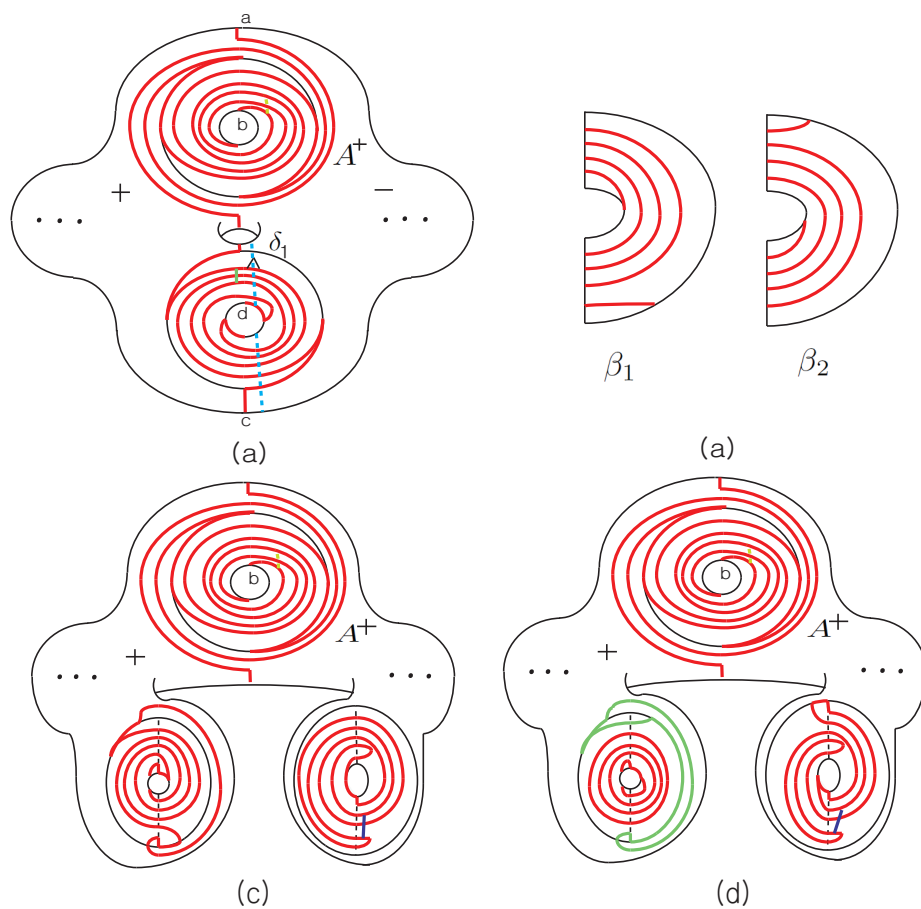 a
b
A⁺
+
−
· · ·
· · ·
δ₁
d
c
(a)
β₁
β₂
(a)
b
A⁺
+
· · ·
· · ·
(c)
b
A⁺
+
· · ·
· · ·
(d)